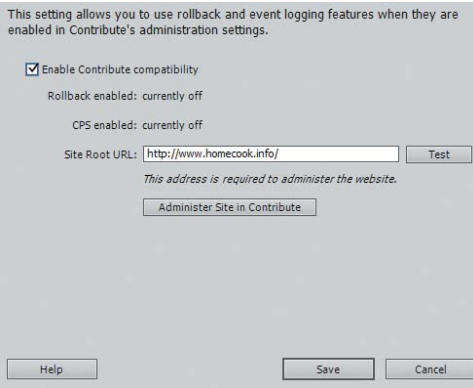 This setting allows you to use rollback and event logging features when they are
enabled in Contribute's administration settings.
Enable Contribute compatibility
Rollback enabled: currently off
CPS enabled: currently off
Site Root URL: http://www.homecook.info/ Test
This address is required to administer the website.
Administer Site in Contribute
Help Save Cancel